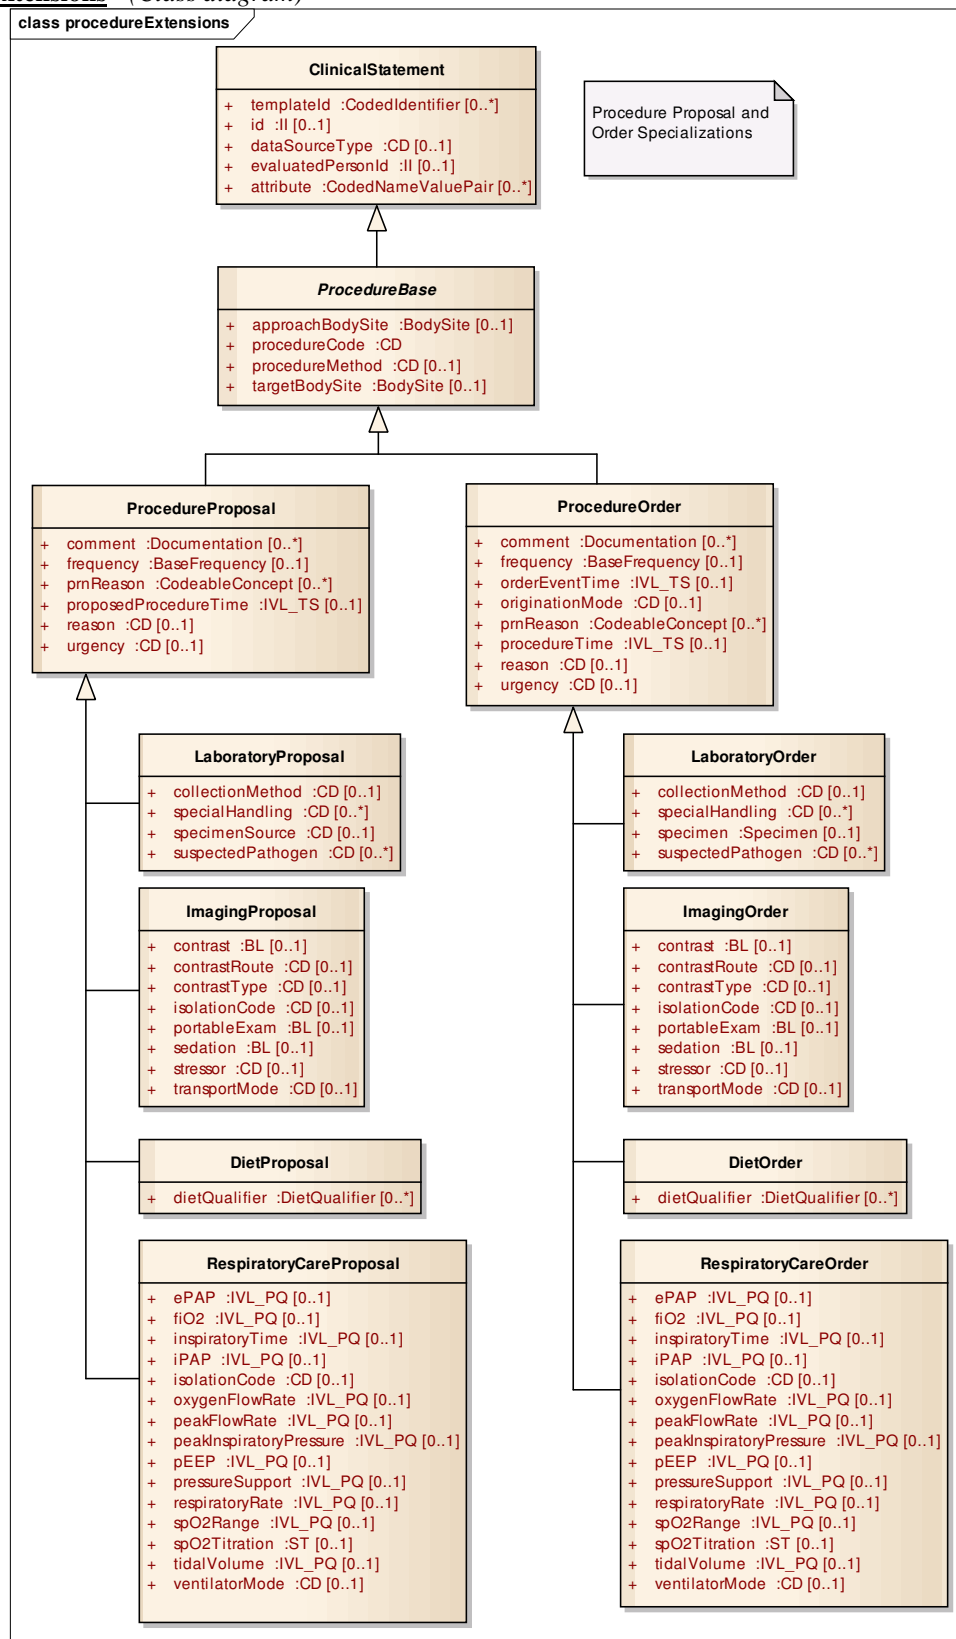 ntensions (Class diagram)
class procedureExtensions
ClinicalStatement
+ templateId :CodedIdentifier [0..*]
+ id :II [0..1]
+ dataSourceType :CD [0..1]
+ evaluatedPersonId :II [0..1]
+ attribute :CodedNameValuePair [0..*]
Procedure Proposal and
Order Specializations
ProcedureBase
+ approachBodySite :BodySite [0..1]
+ procedureCode :CD
+ procedureMethod :CD [0..1]
+ targetBodySite :BodySite [0..1]
ProcedureProposal
+ comment :Documentation [0..*]
+ frequency :BaseFrequency [0..1]
+ prnReason :CodeableConcept [0..*]
+ proposedProcedureTime :IVL_TS [0..1]
+ reason :CD [0..1]
+ urgency :CD [0..1]
ProcedureOrder
+ comment :Documentation [0..*]
+ frequency :BaseFrequency [0..1]
+ orderEventTime :IVL_TS [0..1]
+ originationMode :CD [0..1]
+ prnReason :CodeableConcept [0..*]
+ procedureTime :IVL_TS [0..1]
+ reason :CD [0..1]
+ urgency :CD [0..1]
LaboratoryProposal
+ collectionMethod :CD [0..1]
+ specialHandling :CD [0..*]
+ specimenSource :CD [0..1]
+ suspectedPathogen :CD [0..*]
LaboratoryOrder
+ collectionMethod :CD [0..1]
+ specialHandling :CD [0..*]
+ specimen :Specimen [0..1]
+ suspectedPathogen :CD [0..*]
ImagingProposal
+ contrast :BL [0..1]
+ contrastRoute :CD [0..1]
+ contrastType :CD [0..1]
+ isolationCode :CD [0..1]
+ portableExam :BL [0..1]
+ sedation :BL [0..1]
+ stressor :CD [0..1]
+ transportMode :CD [0..1]
ImagingOrder
+ contrast :BL [0..1]
+ contrastRoute :CD [0..1]
+ contrastType :CD [0..1]
+ isolationCode :CD [0..1]
+ portableExam :BL [0..1]
+ sedation :BL [0..1]
+ stressor :CD [0..1]
+ transportMode :CD [0..1]
DietProposal
+ dietQualifier :DietQualifier [0..*]
DietOrder
+ dietQualifier :DietQualifier [0..*]
RespiratoryCareProposal
+ ePAP :IVL_PQ [0..1]
+ fiO2 :IVL_PQ [0..1]
+ inspiratoryTime :IVL_PQ [0..1]
+ iPAP :IVL_PQ [0..1]
+ isolationCode :CD [0..1]
+ oxygenFlowRate :IVL_PQ [0..1]
+ peakFlowRate :IVL_PQ [0..1]
+ peakInspiratoryPressure :IVL_PQ [0..1]
+ pEEP :IVL_PQ [0..1]
+ pressureSupport :IVL_PQ [0..1]
+ respiratoryRate :IVL_PQ [0..1]
+ spO2Range :IVL_PQ [0..1]
+ spO2Titration :ST [0..1]
+ tidalVolume :IVL_PQ [0..1]
+ ventilatorMode :CD [0..1]
RespiratoryCareOrder
+ ePAP :IVL_PQ [0..1]
+ fiO2 :IVL_PQ [0..1]
+ inspiratoryTime :IVL_PQ [0..1]
+ iPAP :IVL_PQ [0..1]
+ isolationCode :CD [0..1]
+ oxygenFlowRate :IVL_PQ [0..1]
+ peakFlowRate :IVL_PQ [0..1]
+ peakInspiratoryPressure :IVL_PQ [0..1]
+ pEEP :IVL_PQ [0..1]
+ pressureSupport :IVL_PQ [0..1]
+ respiratoryRate :IVL_PQ [0..1]
+ spO2Range :IVL_PQ [0..1]
+ spO2Titration :ST [0..1]
+ tidalVolume :IVL_PQ [0..1]
+ ventilatorMode :CD [0..1]